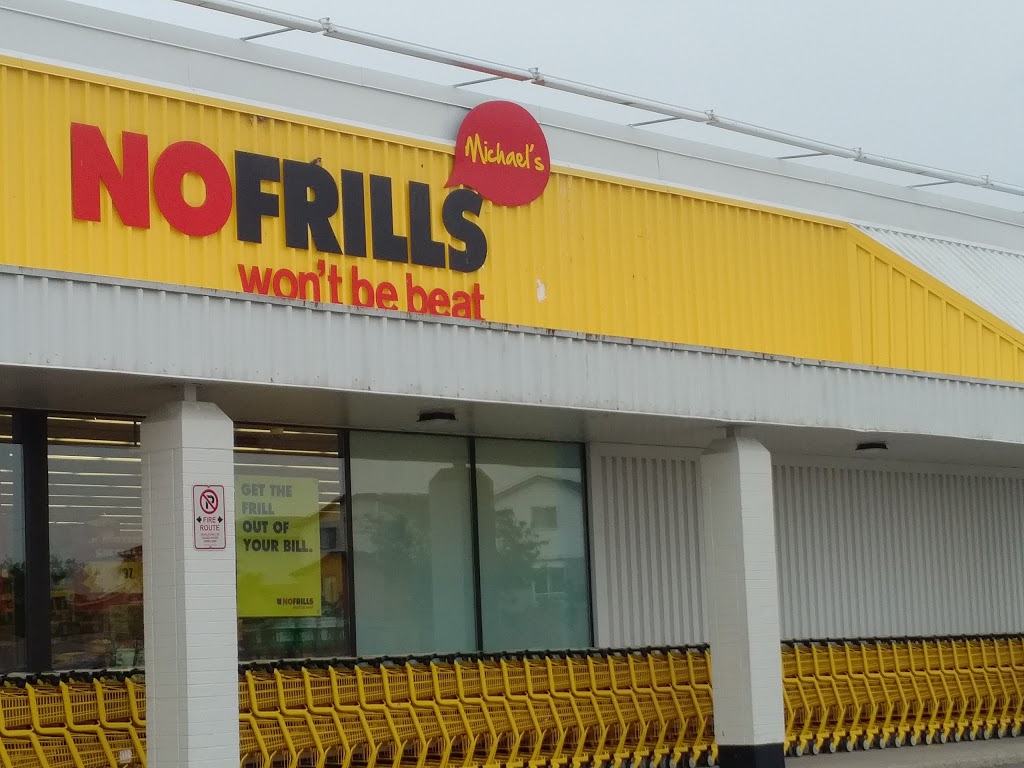 Michael's
NOFRILLS
won't be beat
GET THE
FRILL
OUT OF
YOUR BILL.
NOFRILLS
FIRE
ROUTE